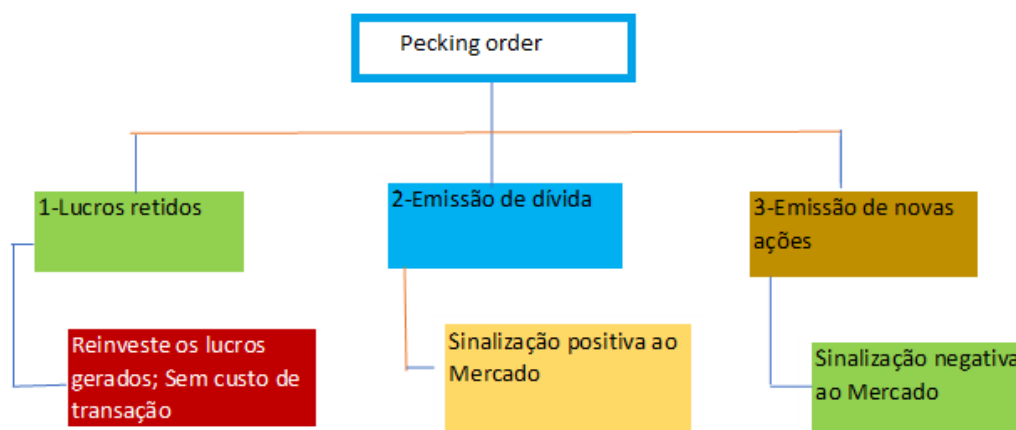 Pecking order
1-Lucros retidos
2-Emissão de dívida
3-Emissão de novas
ações
Reinveste os lucros
gerados; Sem custo de
transação
Sinalização positiva ao
Mercado
Sinalização negativa
ao Mercado